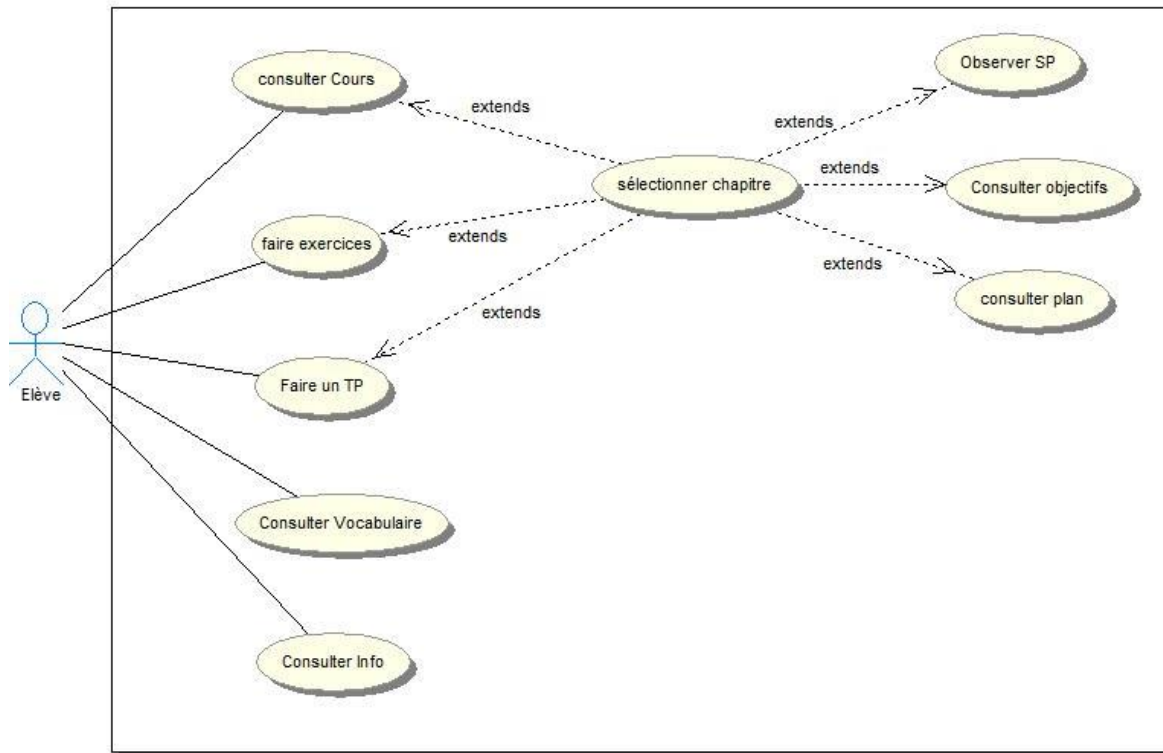 consulter Cours
Observer SP
extends
extends
extends
sélectionner chapitre
Consulter objectifs
faire exercices
extends
extends
extends
consulter plan
Faire un TP
Elève
Consulter Vocabulaire
Consulter Info